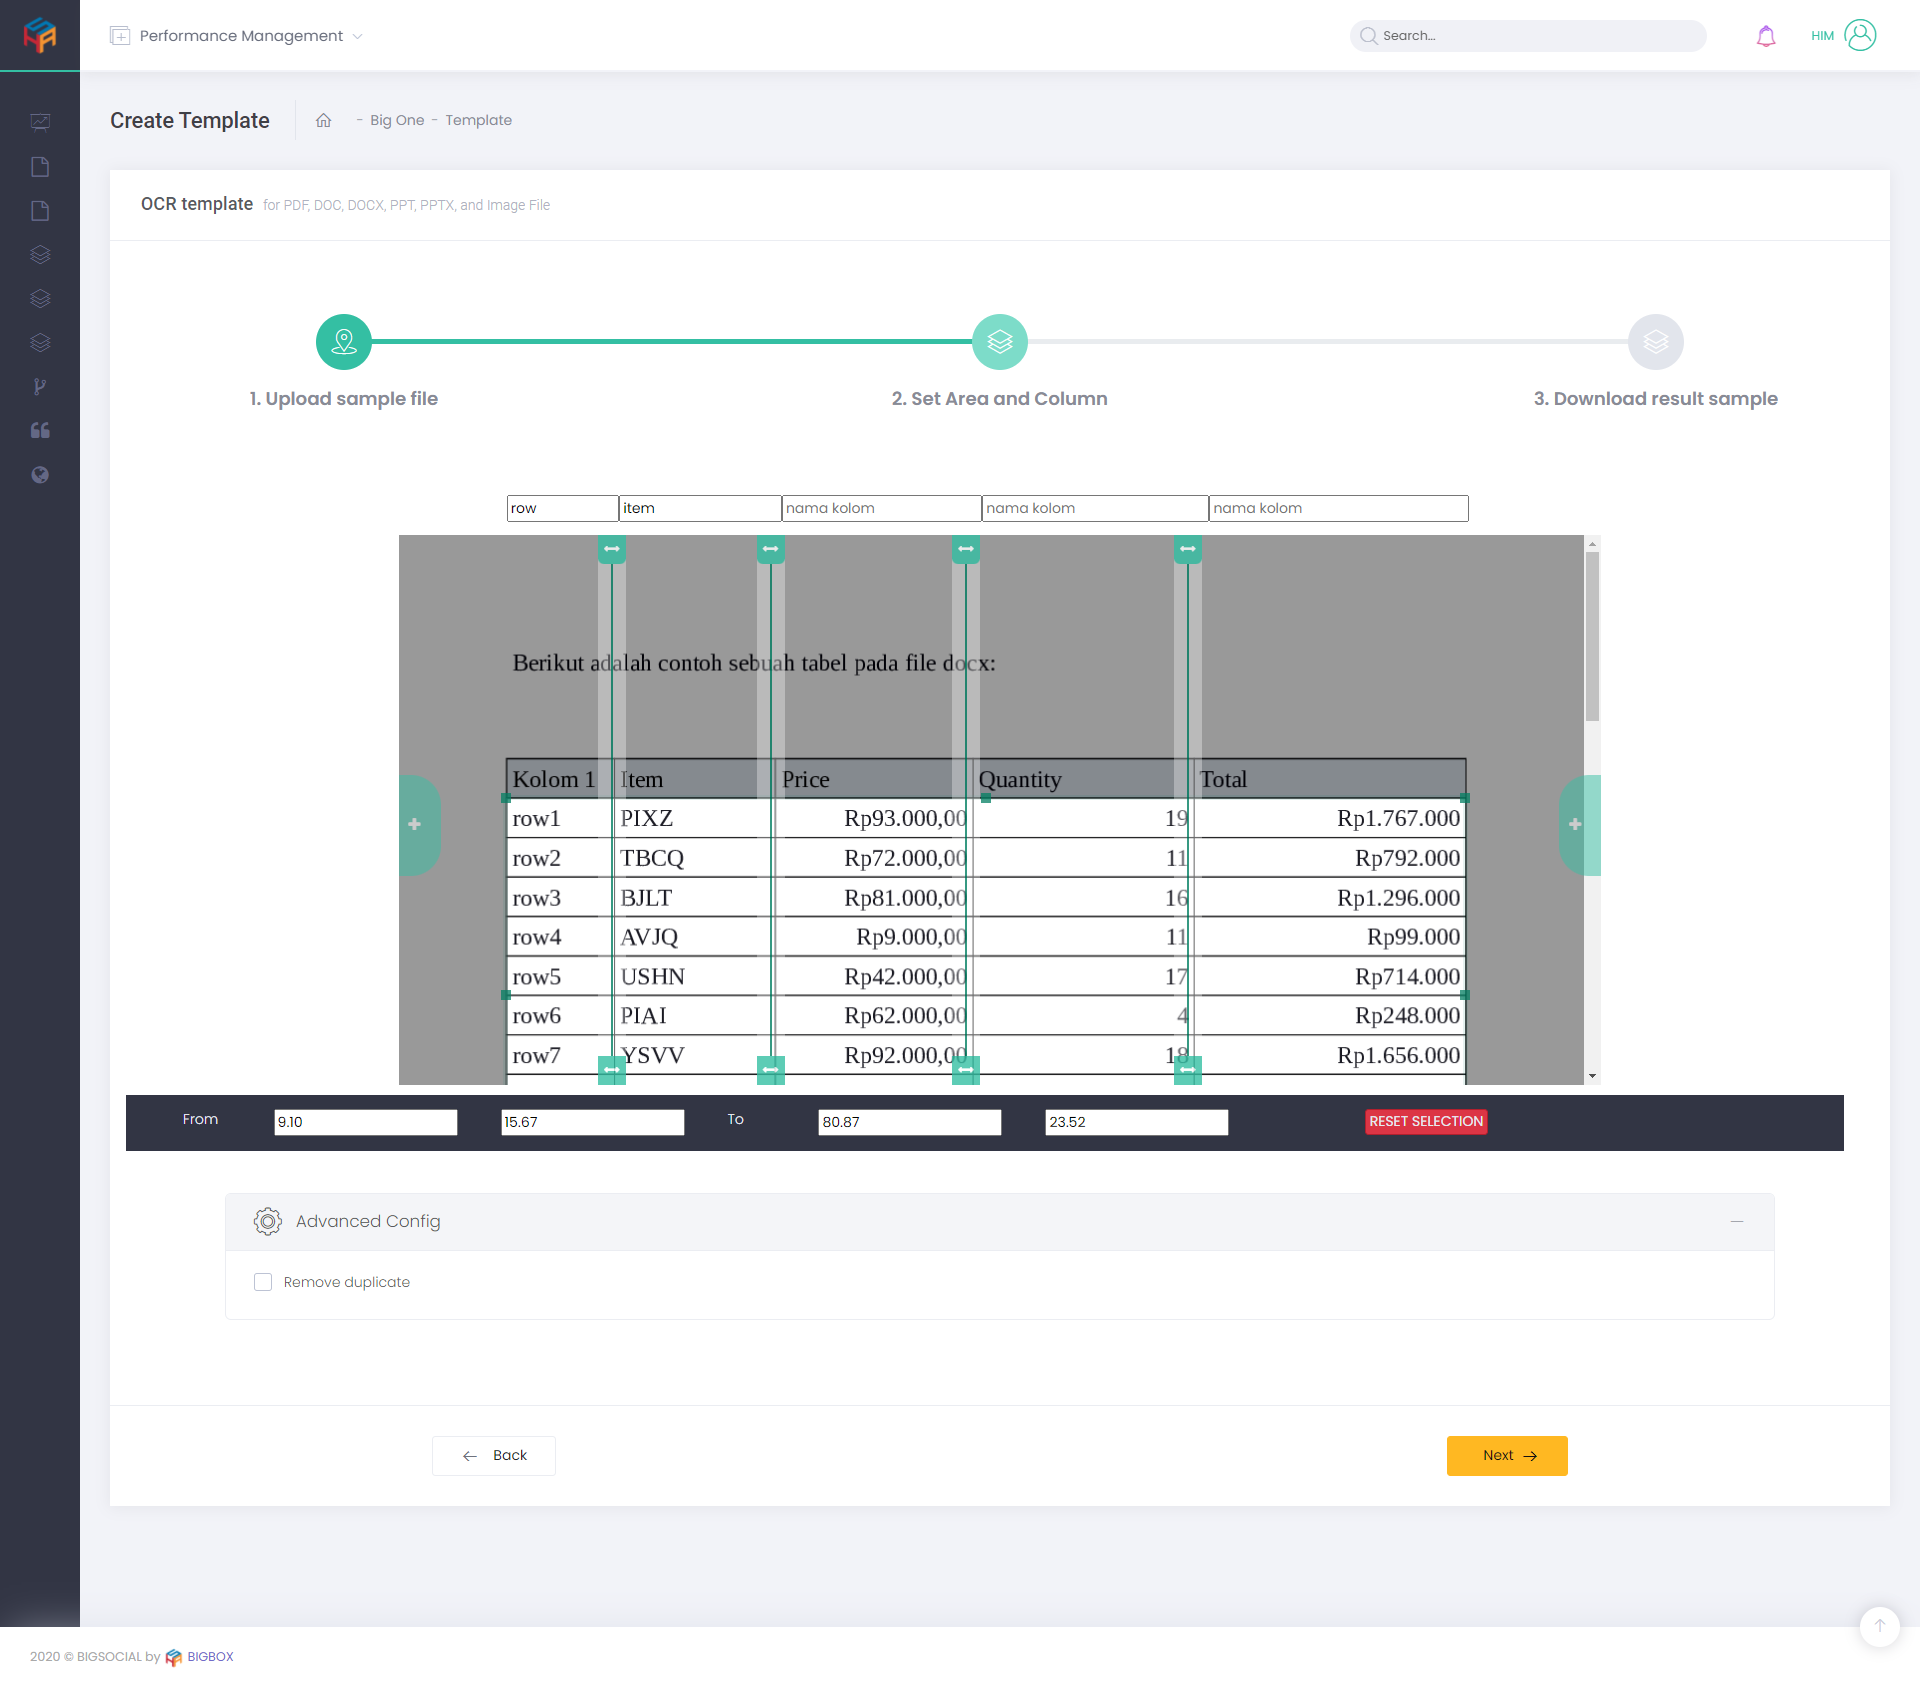 Performance Management
Search...
HIM
Create Template
- Big One - Template
OCR template for PDF, DOC, DOCX, PPT, PPTX, and Image File
1. Upload sample file
2. Set Area and Column
3. Download result sample
row item nama kolom nama kolom nama kolom
Berikut adalah contoh sebuah tabel pada file docx:
Kolom 1 Item Price Quantity Total
row1 PIXZ Rp93.000,00 19 Rp1.767.000
row2 TBCQ Rp72.000,00 11 Rp792.000
row3 BJLT Rp81.000,00 16 Rp1.296.000
row4 AVJQ Rp9.000,00 11 Rp99.000
row5 USHN Rp42.000,00 17 Rp714.000
row6 PIAI Rp62.000,00 4 Rp248.000
row7 YSVV Rp92.000,00 18 Rp1.656.000
From 9.10 15.67 To 80.87 23.52 RESET SELECTION
Advanced Config
Remove duplicate
Back
Next
2020 © BIGSOCIAL by BIGBOX